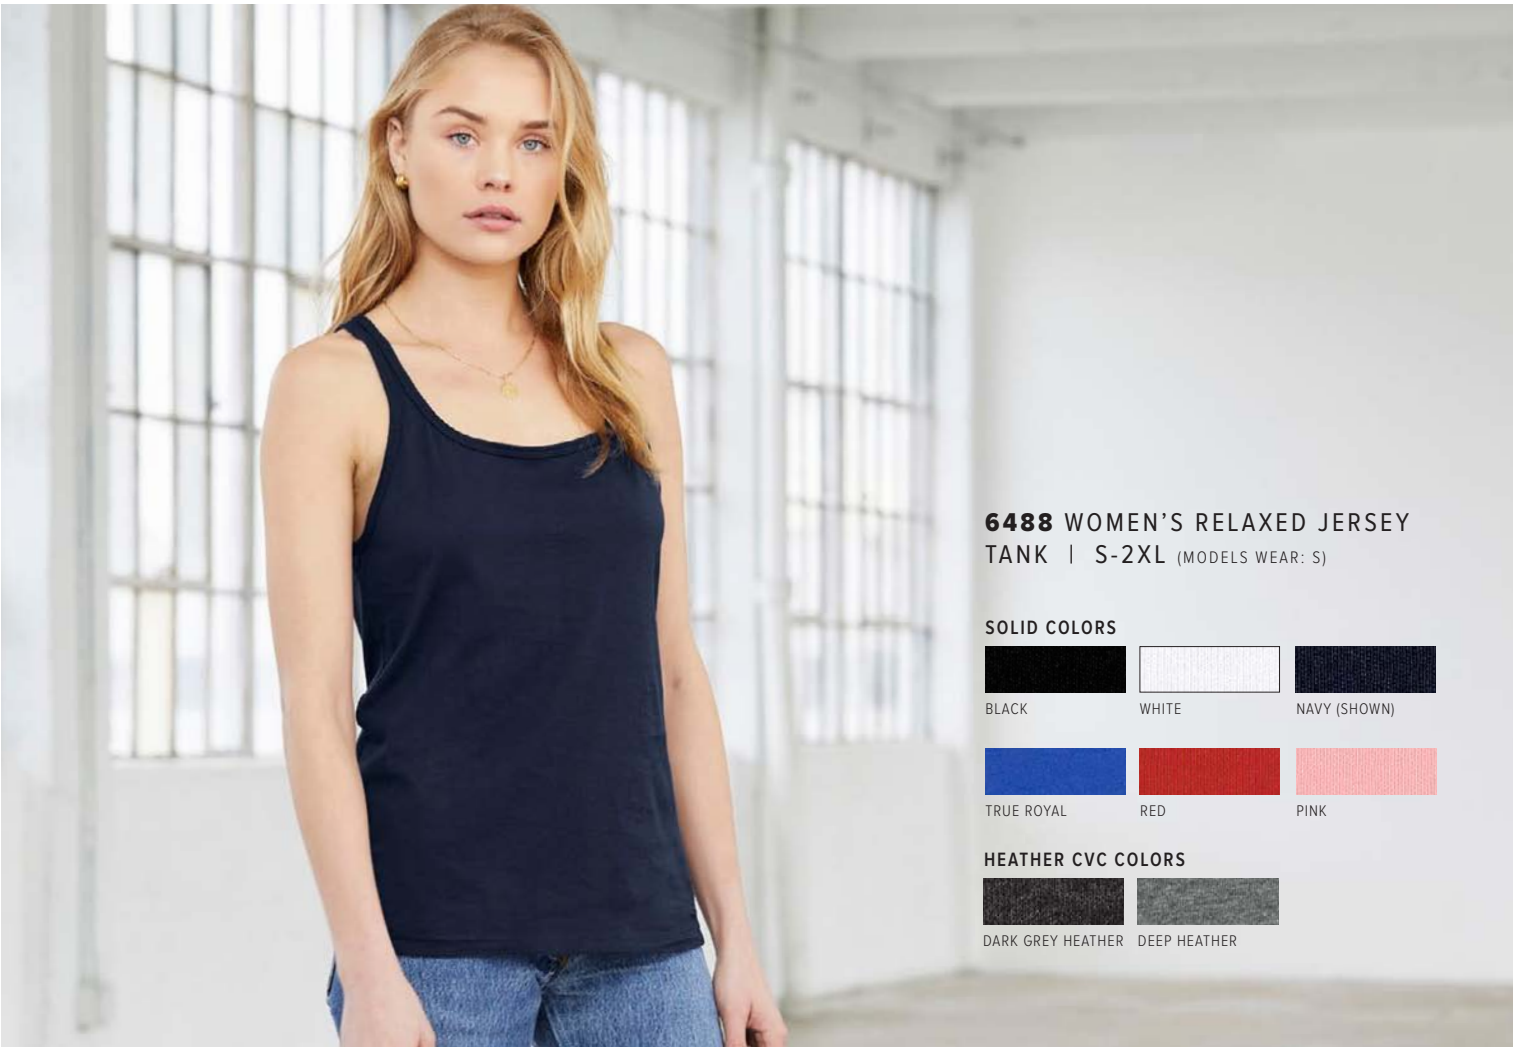 6488 WOMEN’S RELAXED JERSEY
TANK | S-2XL (MODELS WEAR: S)
SOLID COLORS
BLACK WHITE NAVY (SHOWN)
TRUE ROYAL RED PINK
HEATHER CVC COLORS
DARK GREY HEATHER DEEP HEATHER